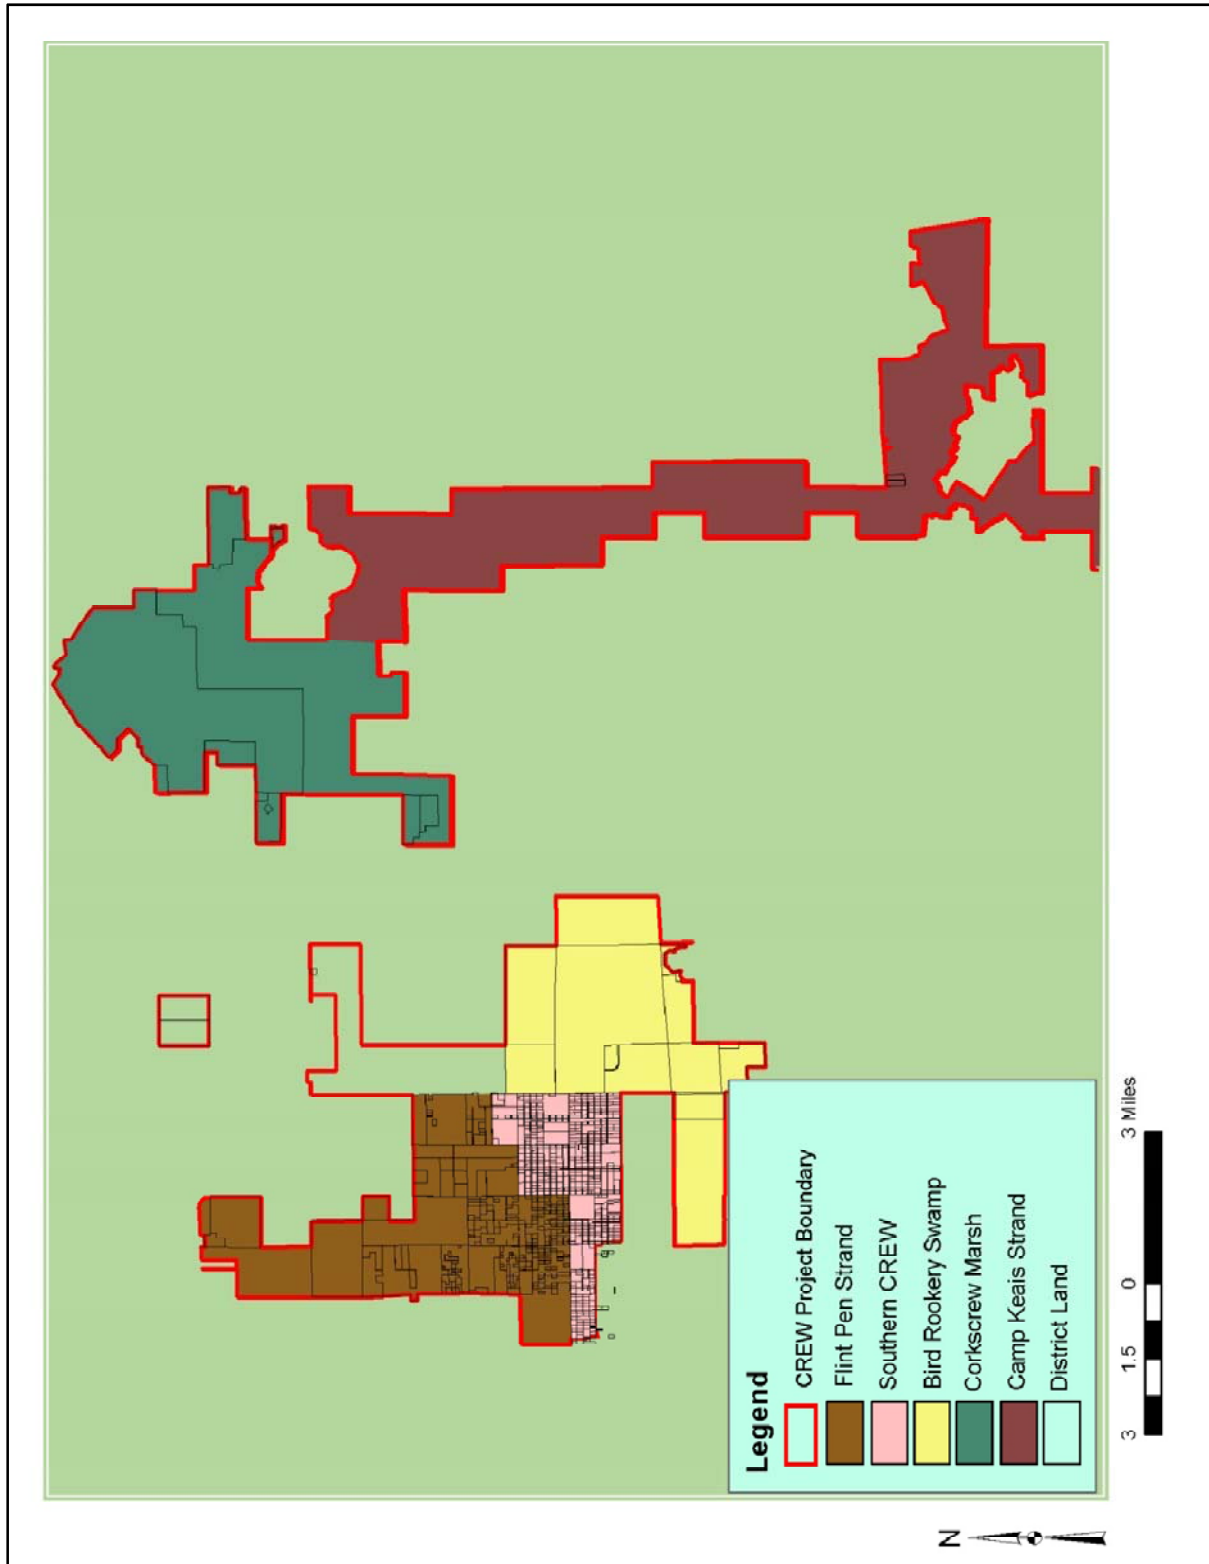 Legend
CREW Project Boundary
Flint Pen Strand
Southern CREW
Bird Rookery Swamp
Corkscrew Marsh
Camp Keais Strand
District Land
3 1.5 0 3 Miles
N